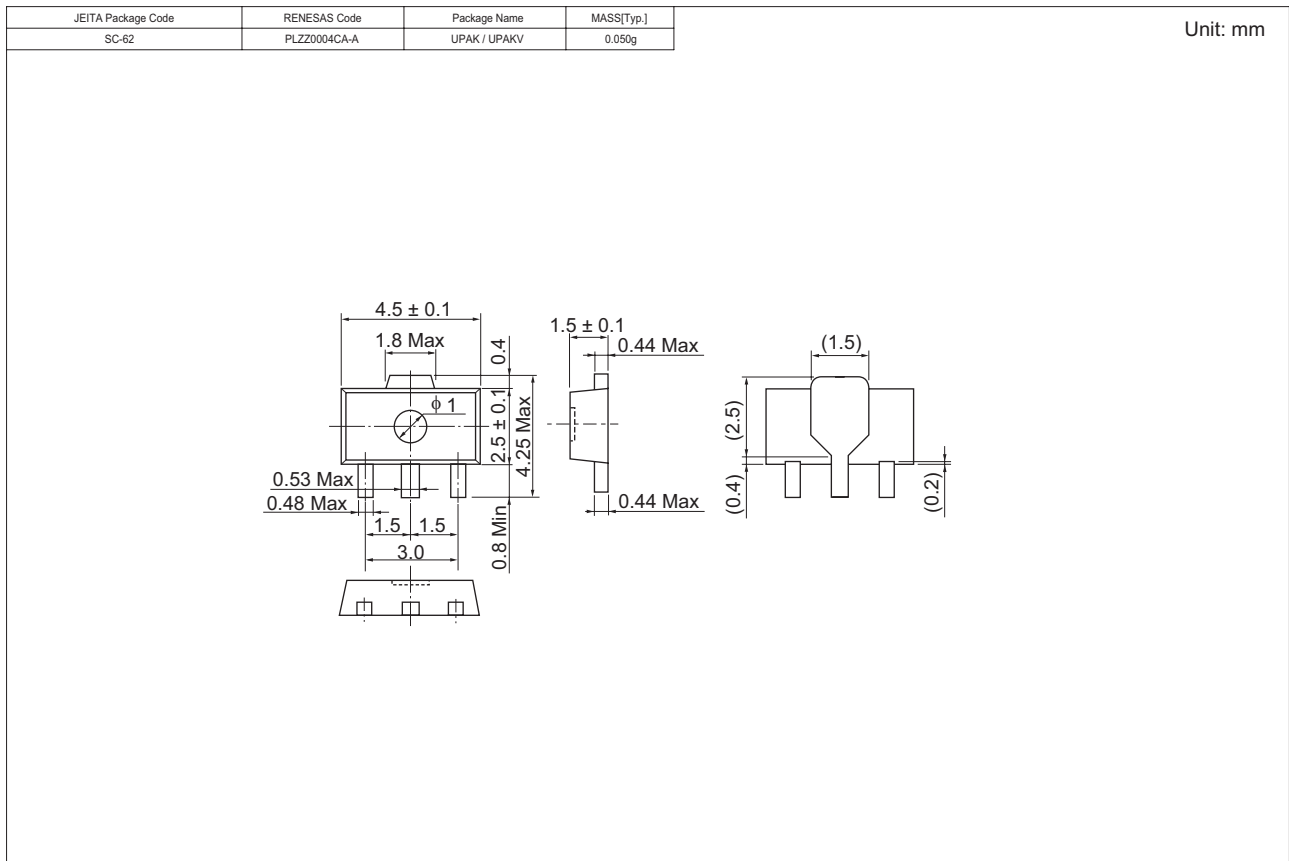 JEITA Package Code RENESAS Code Package Name MASS[Typ.]
SC-62 PLZZ0004CA-A UPAK / UPAKV 0.050g
Unit: mm
4.5 ± 0.1
1.8 Max
0.4
ϕ 1
2.5 ± 0.1
4.25 Max
0.53 Max
0.48 Max
1.5 1.5
3.0
0.8 Min
1.5 ± 0.1
0.44 Max
0.44 Max
(1.5)
(2.5)
(0.4)
(0.2)